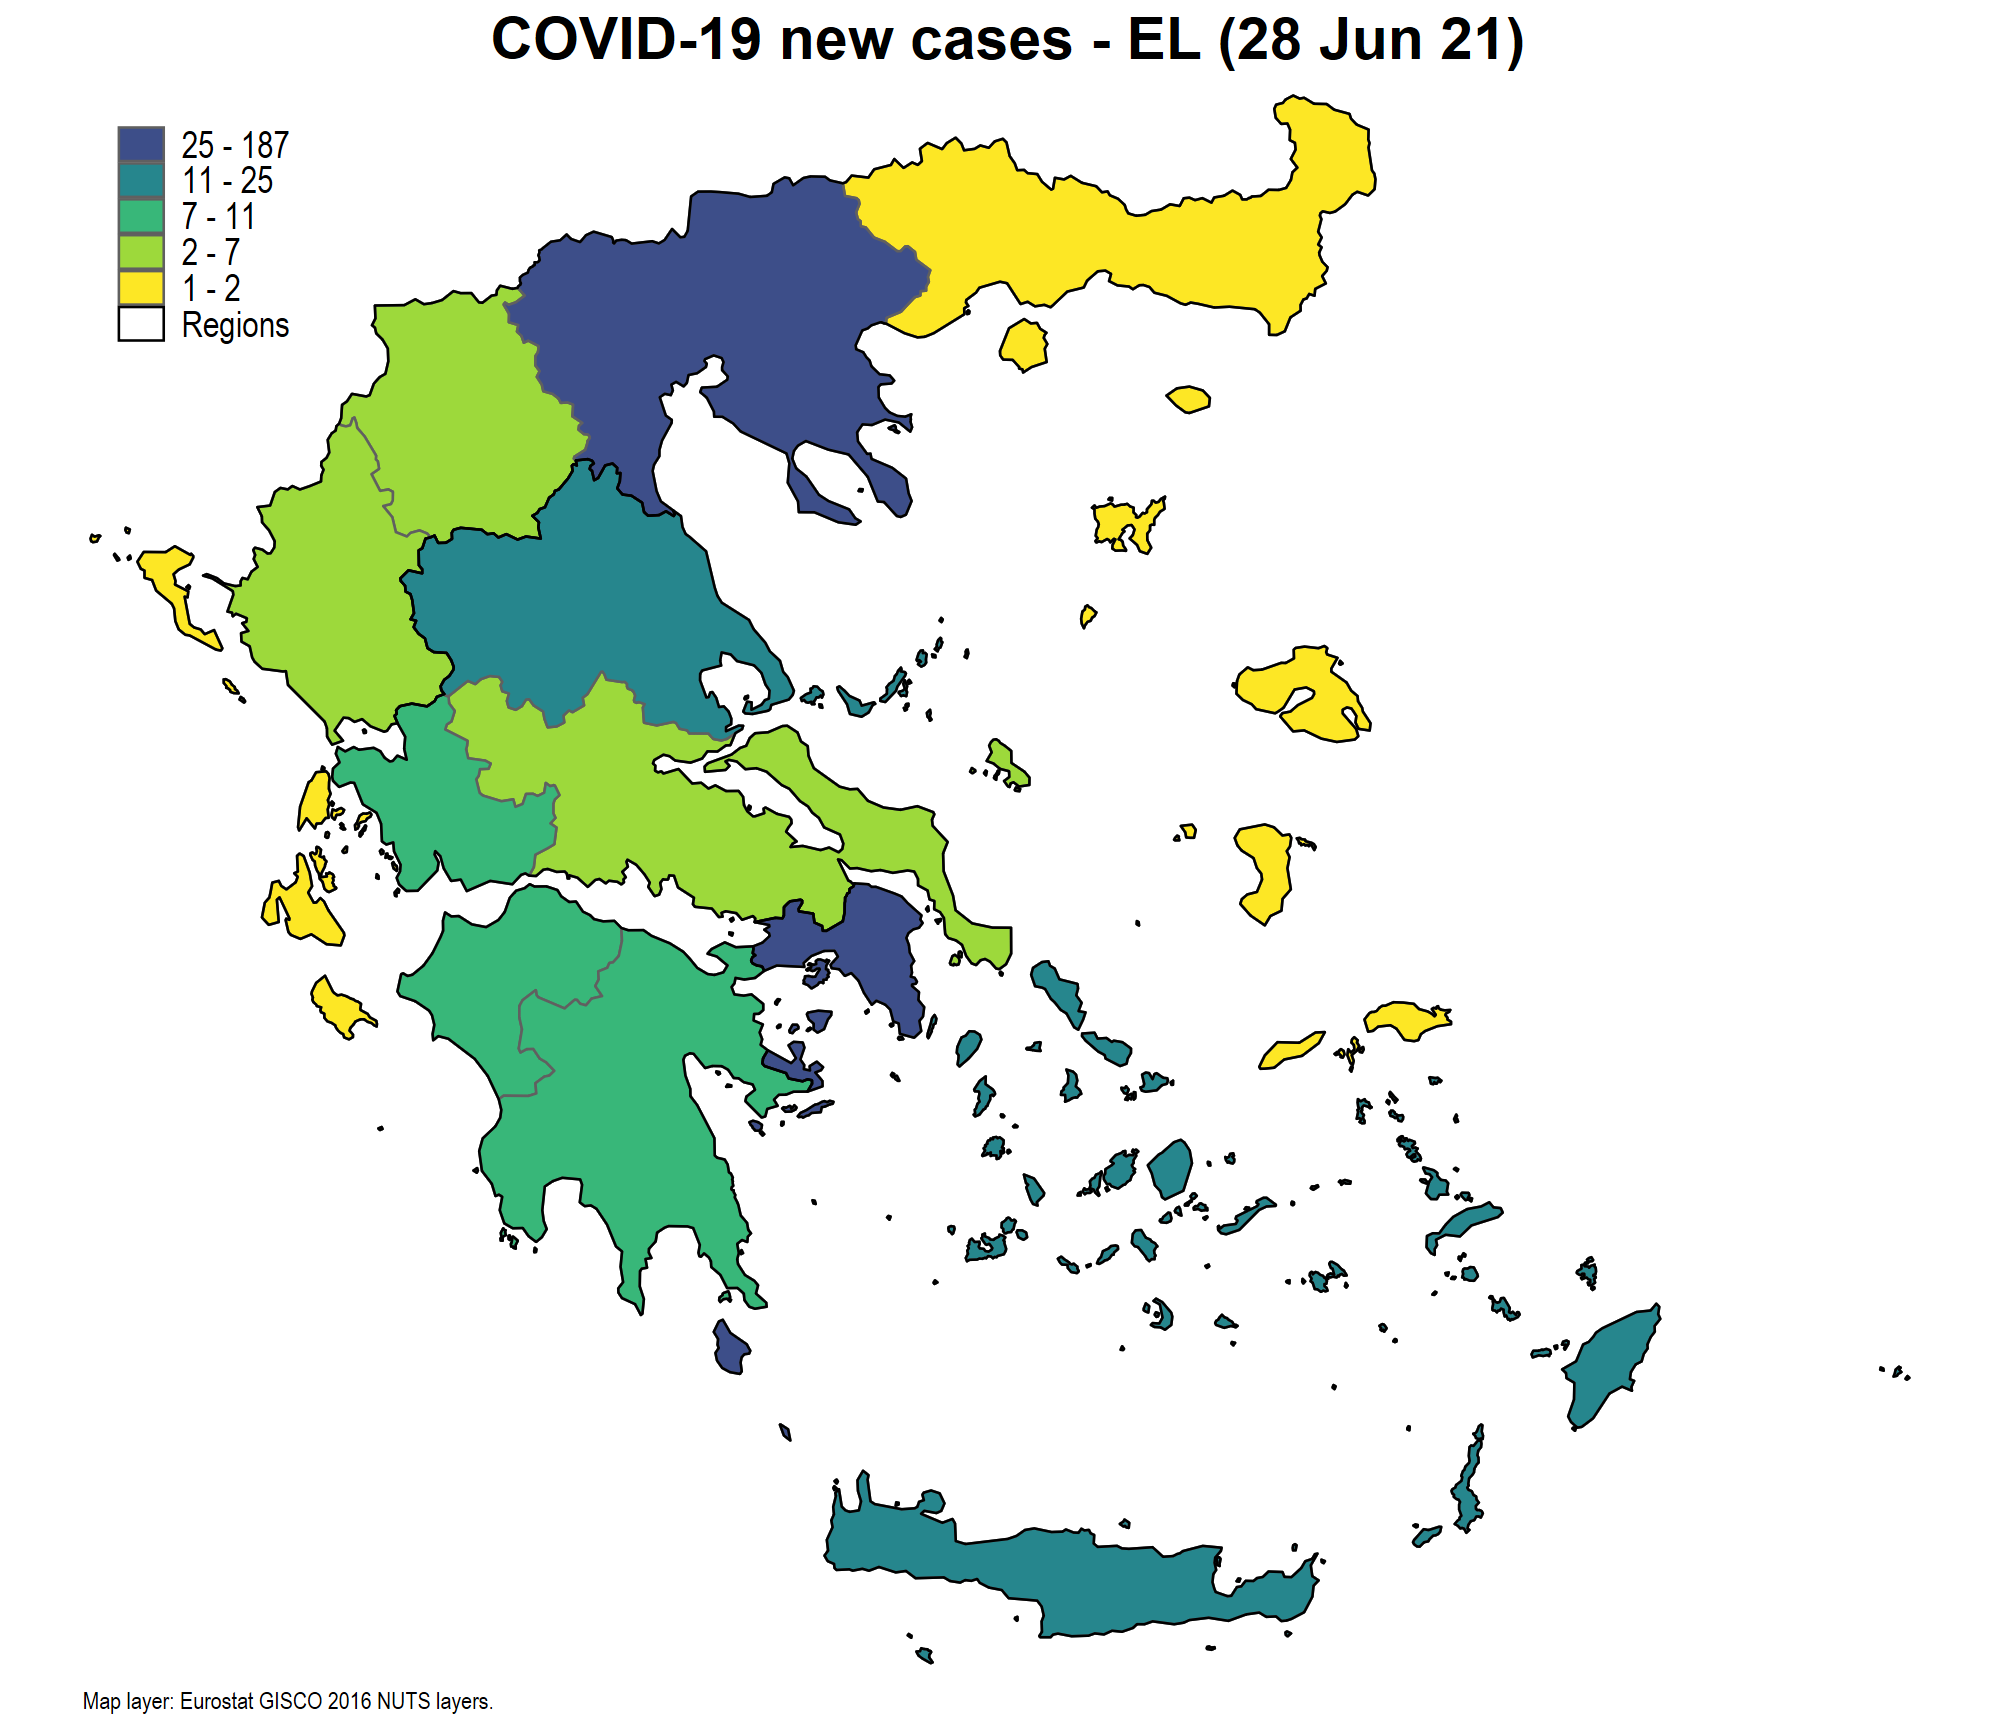 COVID-19 new cases - EL (28 Jun 21)
25 - 187
11 - 25
7 - 11
2 - 7
1 - 2
Regions
Map layer: Eurostat GISCO 2016 NUTS layers.